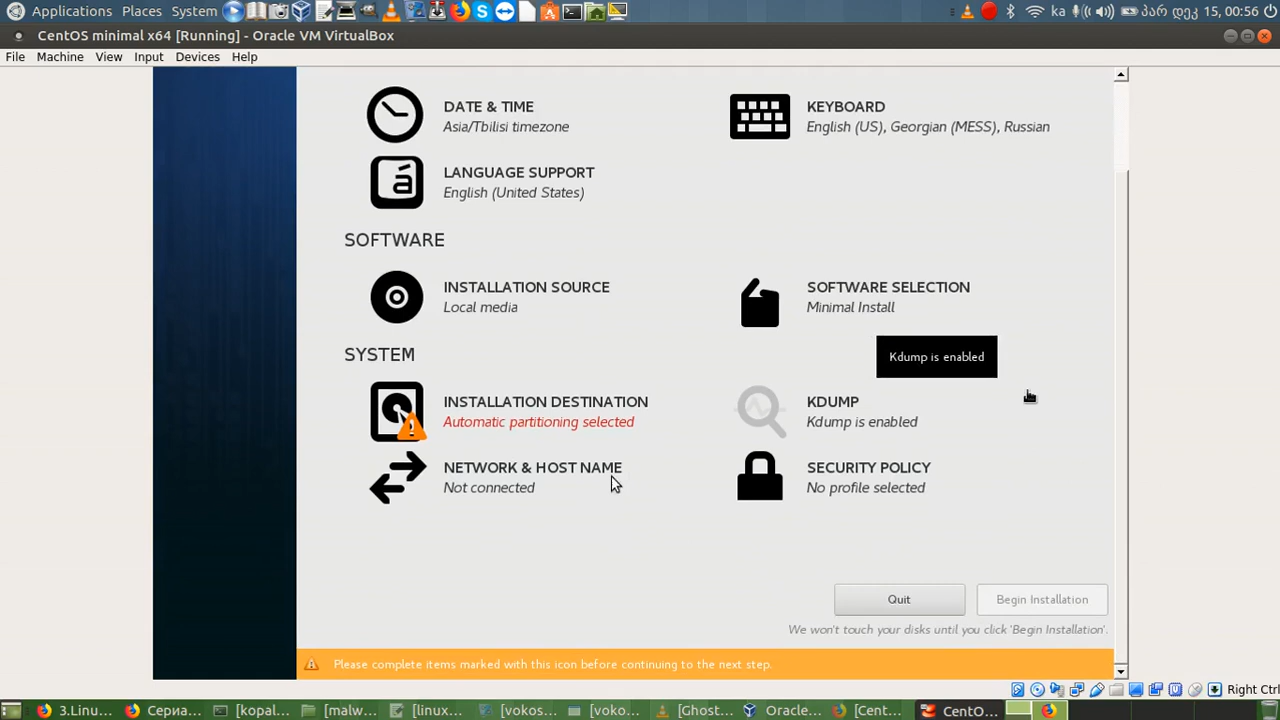 Applications Places System ka პარ დეკ 15, 00:56
CentOS minimal x64 [Running] - Oracle VM VirtualBox
File Machine View Input Devices Help
DATE & TIME
Asia/Tbilisi timezone
KEYBOARD
English (US), Georgian (MESS), Russian
LANGUAGE SUPPORT
English (United States)
SOFTWARE
INSTALLATION SOURCE
Local media
SOFTWARE SELECTION
Minimal Install
Kdump is enabled
SYSTEM
INSTALLATION DESTINATION
Automatic partitioning selected
KDUMP
Kdump is enabled
NETWORK & HOST NAME
Not connected
SECURITY POLICY
No profile selected
Quit
Begin Installation
We won't touch your disks until you click 'Begin Installation'.
Please complete items marked with this icon before continuing to the next step.
Right Ctrl
3.Linu... Сериа... [kopal... [malw... [linux... [vokos... [voko... [Ghost... Oracle... [Cent... CentO...